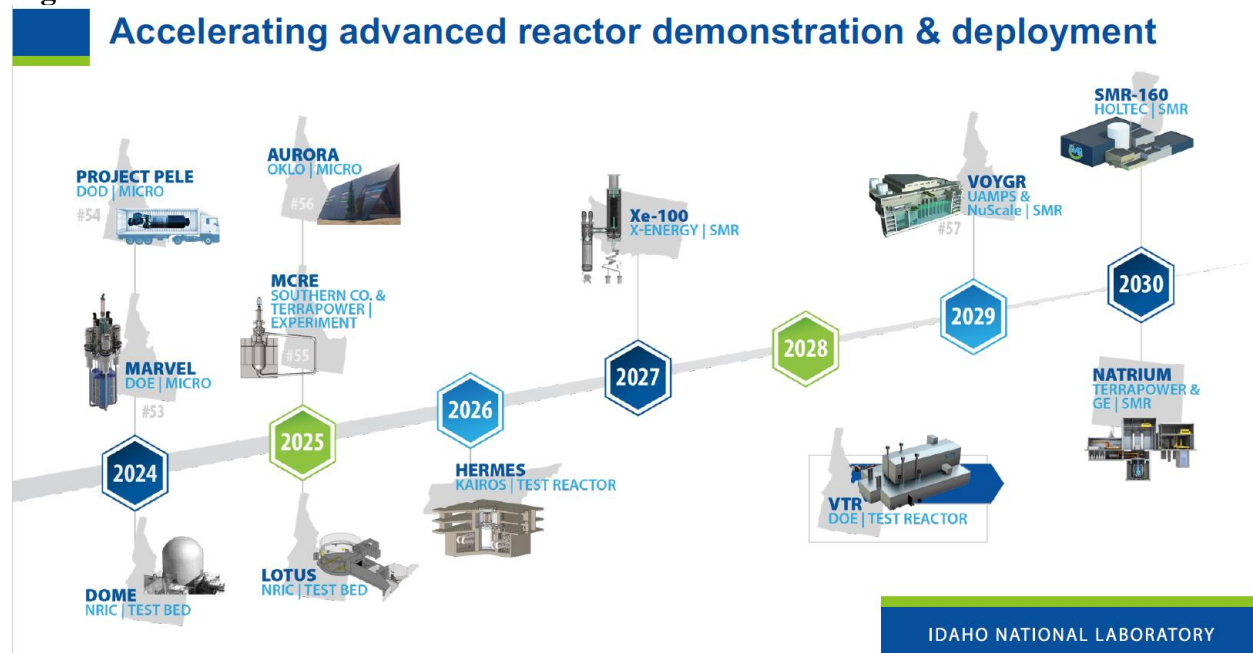 Accelerating advanced reactor demonstration & deployment
PROJECT PELE
DOD | MICRO
#54
MARVEL
DOE | MICRO
#53
2024
DOME
NRIC | TEST BED
AURORA
OKLO | MICRO
#56
MCRE
SOUTHERN CO. &
TERRAPOWER |
EXPERIMENT
#55
2025
LOTUS
NRIC | TEST BED
2026
HERMES
KAIROS | TEST REACTOR
Xe-100
X-ENERGY | SMR
2027
2028
VTR
DOE | TEST REACTOR
VOYGR
UAMPS &
NuScale | SMR
#57
2029
SMR-160
HOLTEC | SMR
2030
NATRIUM
TERRAPOWER &
GE | SMR
IDAHO NATIONAL LABORATORY